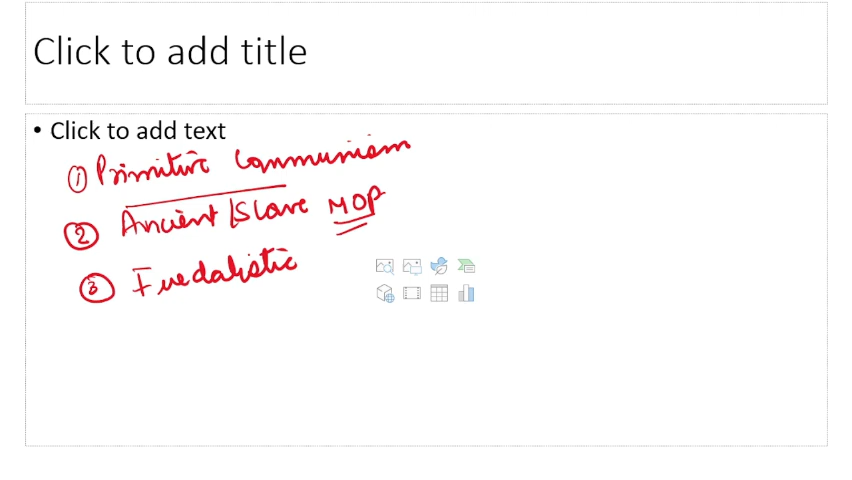 Click to add title
• Click to add text
① Primitive Communism
② Ancient/Slave MOP
③ Fuedalistic